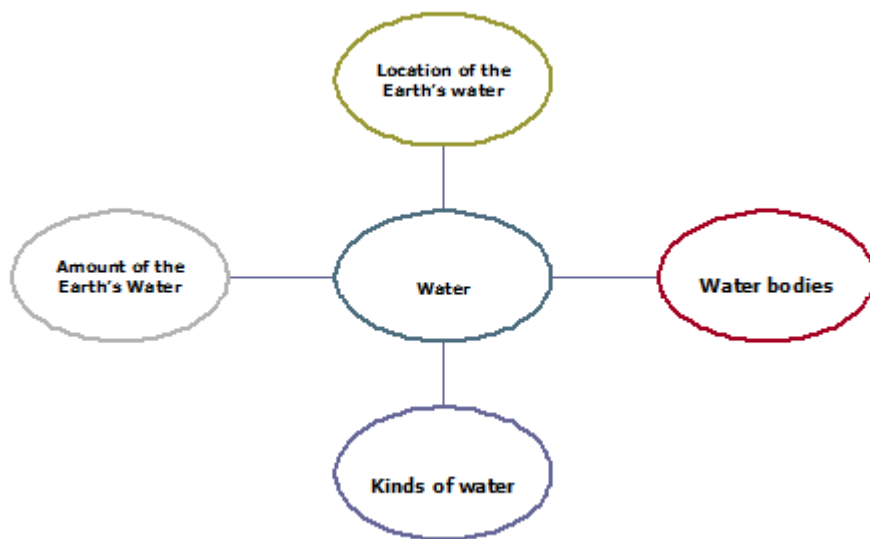 Location of the
Earth's water
Amount of the
Earth's Water
Water
Water bodies
Kinds of water